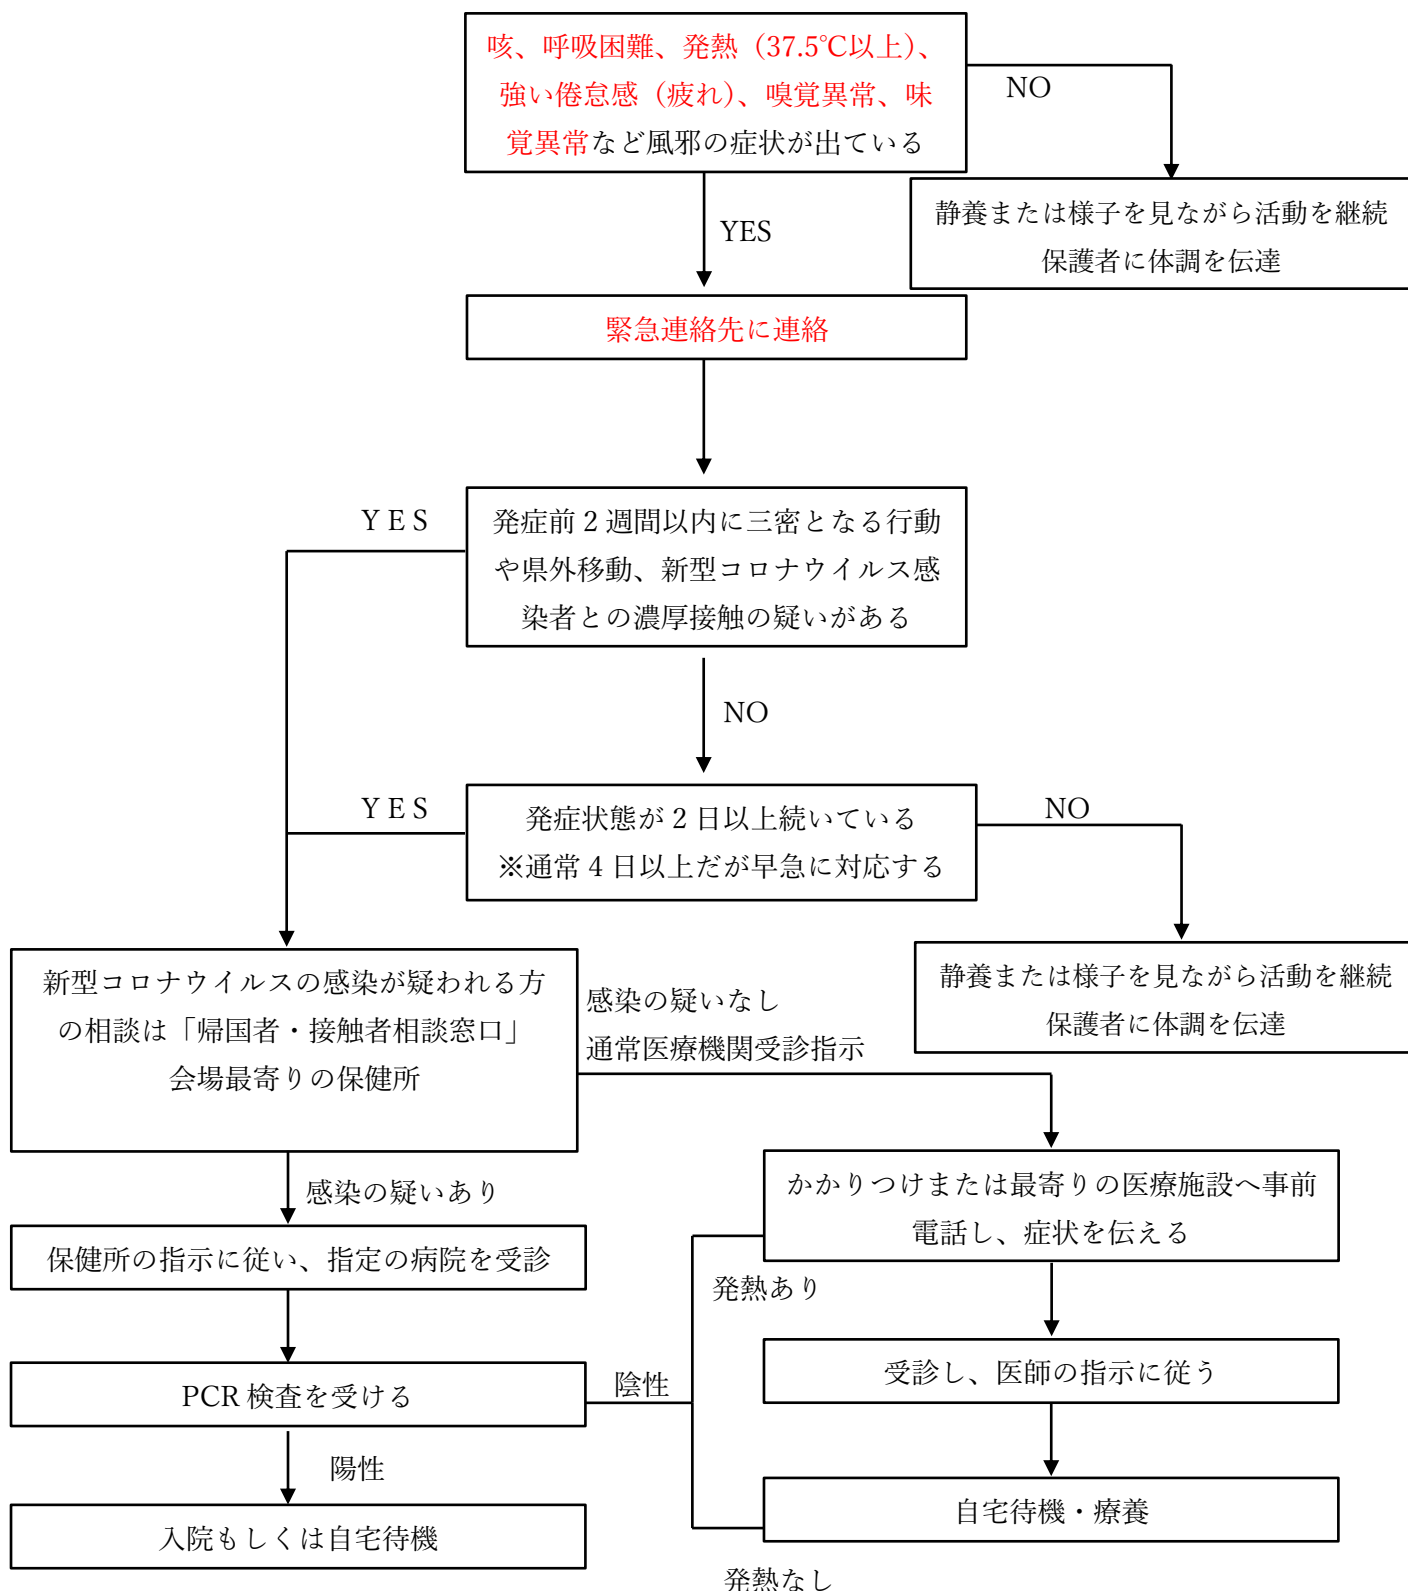 咳、呼吸困難、発熱（37.5℃以上）、
強い倦怠感（疲れ）、嗅覚異常、味
覚異常など風邪の症状が出ている
NO
静養または様子を見ながら活動を継続
保護者に体調を伝達
YES
緊急連絡先に連絡
YES
発症前２週間以内に三密となる行動
や県外移動、新型コロナウイルス感
染者との濃厚接触の疑いがある
NO
YES
発症状態が２日以上続いている
※通常４日以上だが早急に対応する
NO
静養または様子を見ながら活動を継続
保護者に体調を伝達
新型コロナウイルスの感染が疑われる方
の相談は「帰国者・接触者相談窓口」
会場最寄りの保健所
感染の疑いなし
通常医療機関受診指示
感染の疑いあり
かかりつけまたは最寄りの医療施設へ事前
電話し、症状を伝える
保健所の指示に従い、指定の病院を受診
発熱あり
受診し、医師の指示に従う
PCR 検査を受ける
陰性
陽性
自宅待機・療養
入院もしくは自宅待機
発熱なし